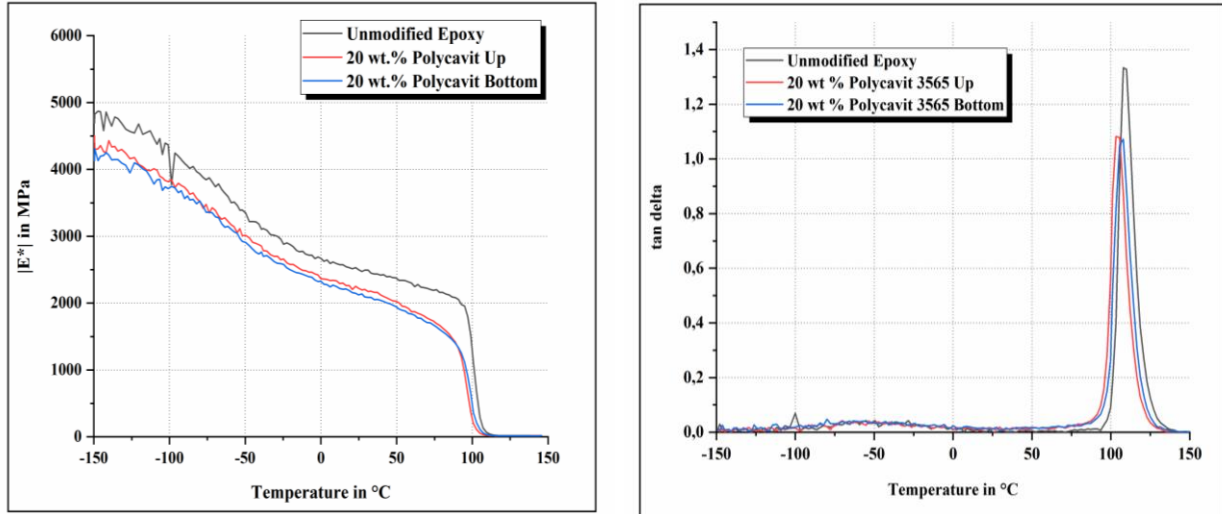 6000
5000
4000
3000
2000
1000
0
|E*| in MPa
Unmodified Epoxy
20 wt.% Polycavit Up
20 wt.% Polycavit Bottom
-150 -100 -50 0 50 100 150
Temperature in °C
1,4
1,2
1,0
0,8
0,6
0,4
0,2
0,0
tan delta
Unmodified Epoxy
20 wt % Polycavit 3565 Up
20 wt % Polycavit 3565 Bottom
-150 -100 -50 0 50 100 150
Temperature in °C